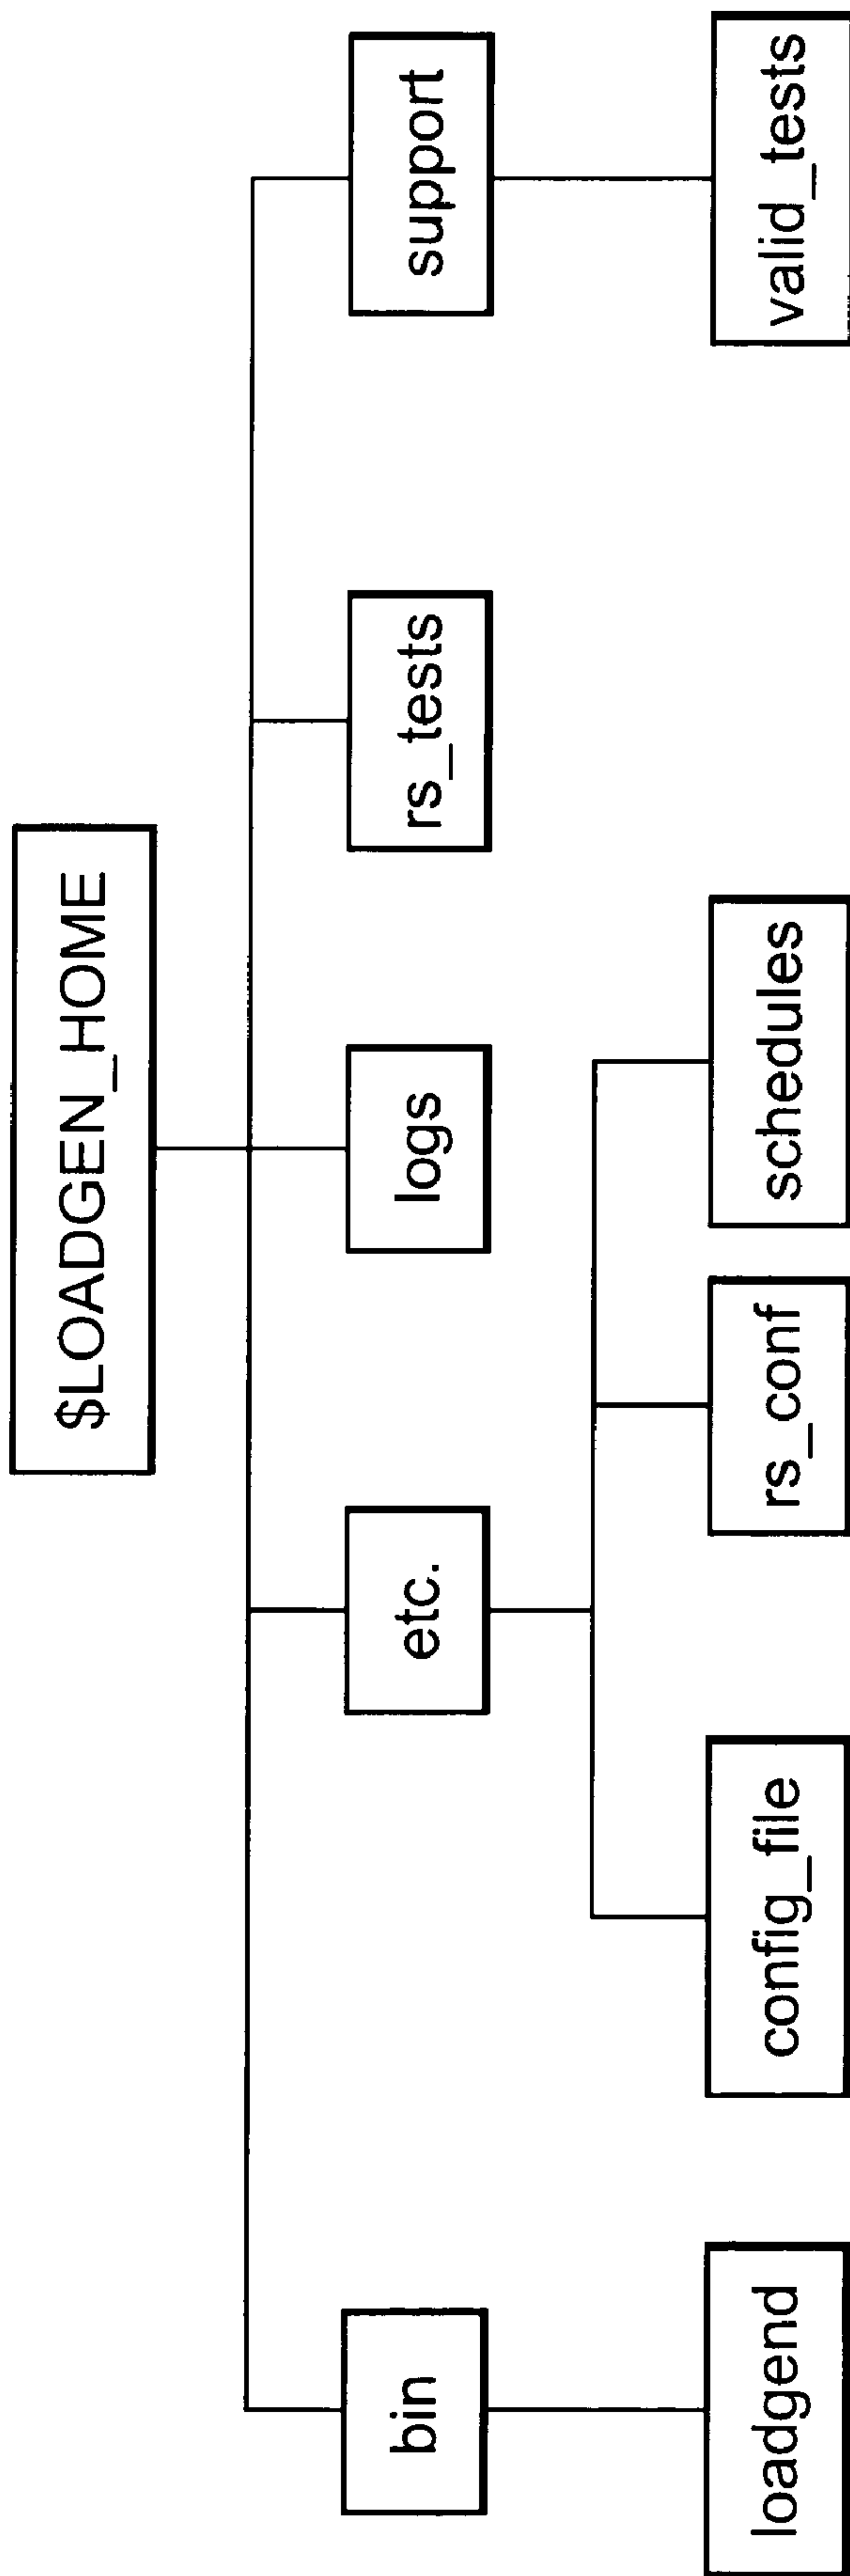 $LOADGEN_HOME
bin
etc.
logs
rs_tests
support
loadgend
config_file
rs_conf
schedules
valid_tests